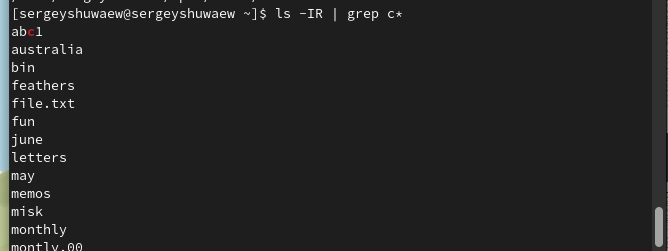 [sergeyshuwaew@sergeyshuwaew ~]$ ls -IR | grep c*
abc1
australia
bin
feathers
file.txt
fun
june
letters
may
memos
misk
monthly
montly.00